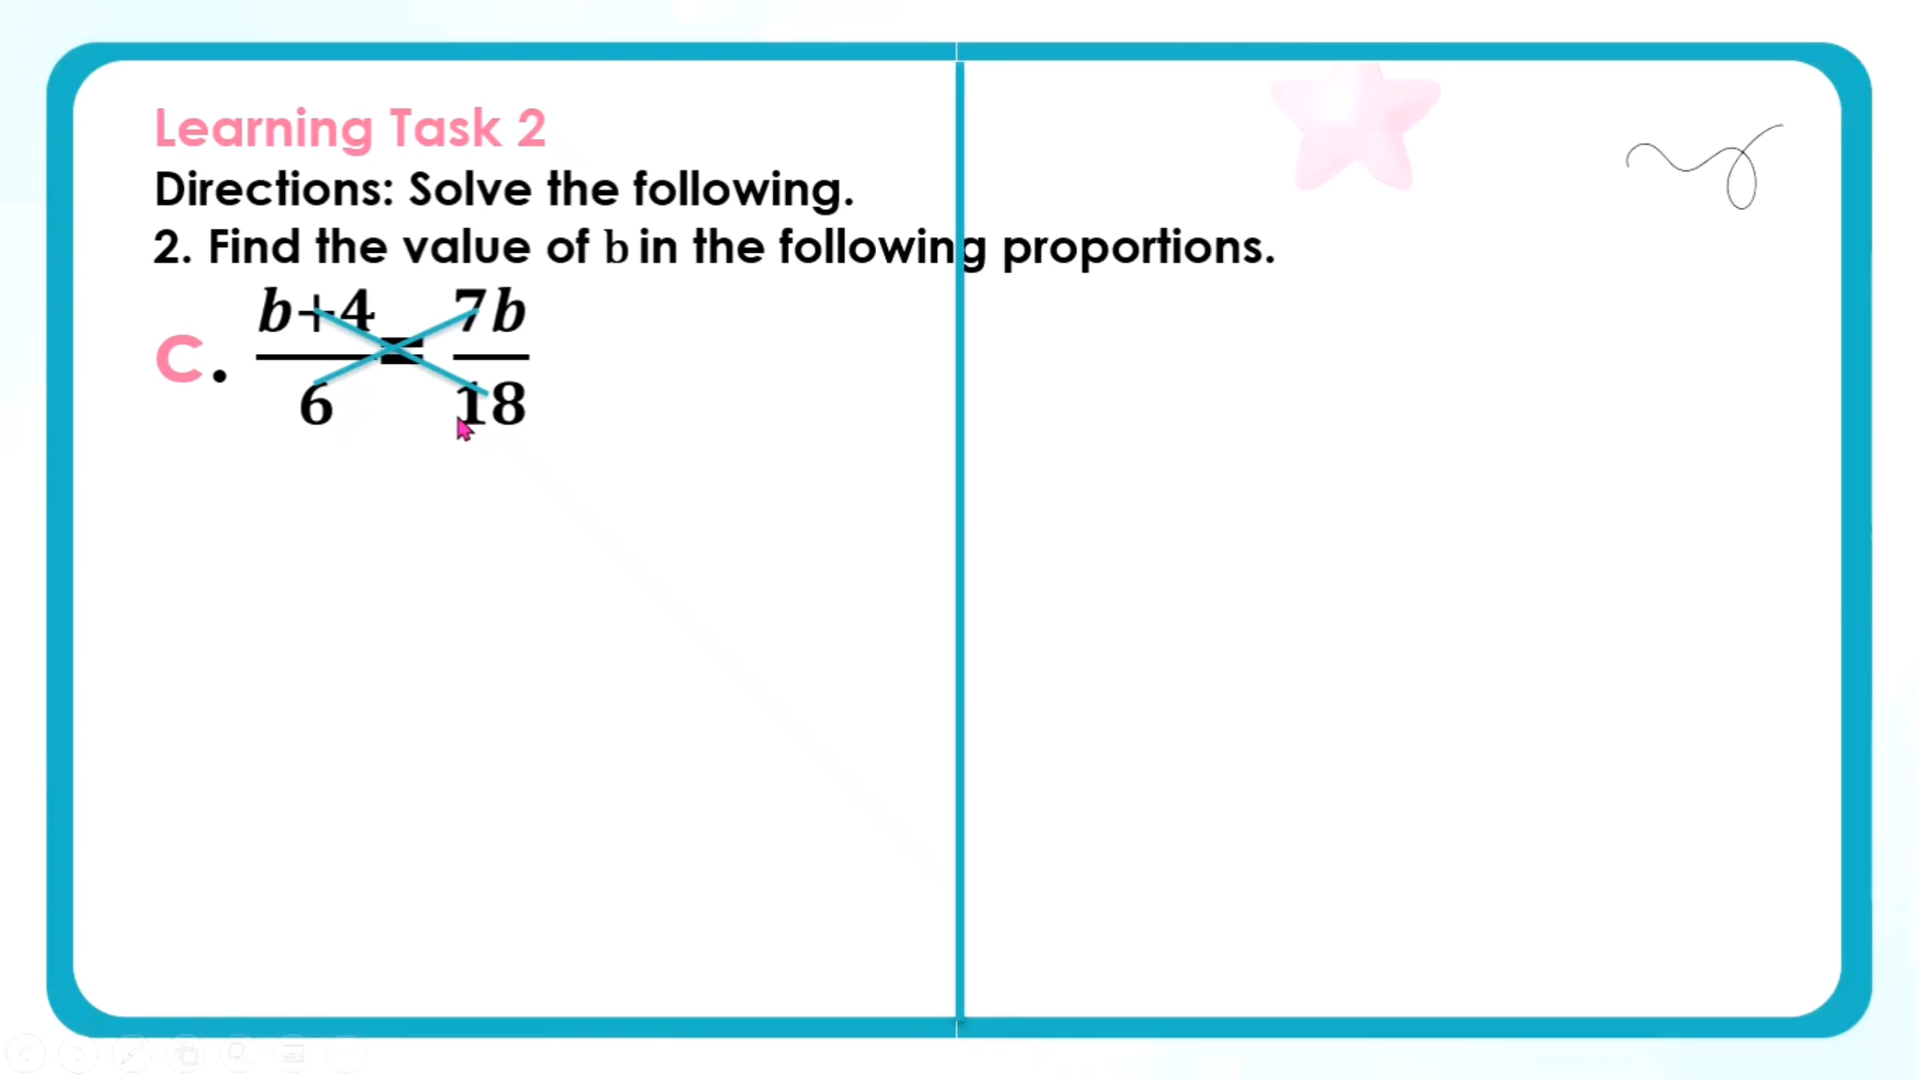 Learning Task 2
Directions: Solve the following.
2. Find the value of b in the following proportions.
C. b+4/6 = 7b/18